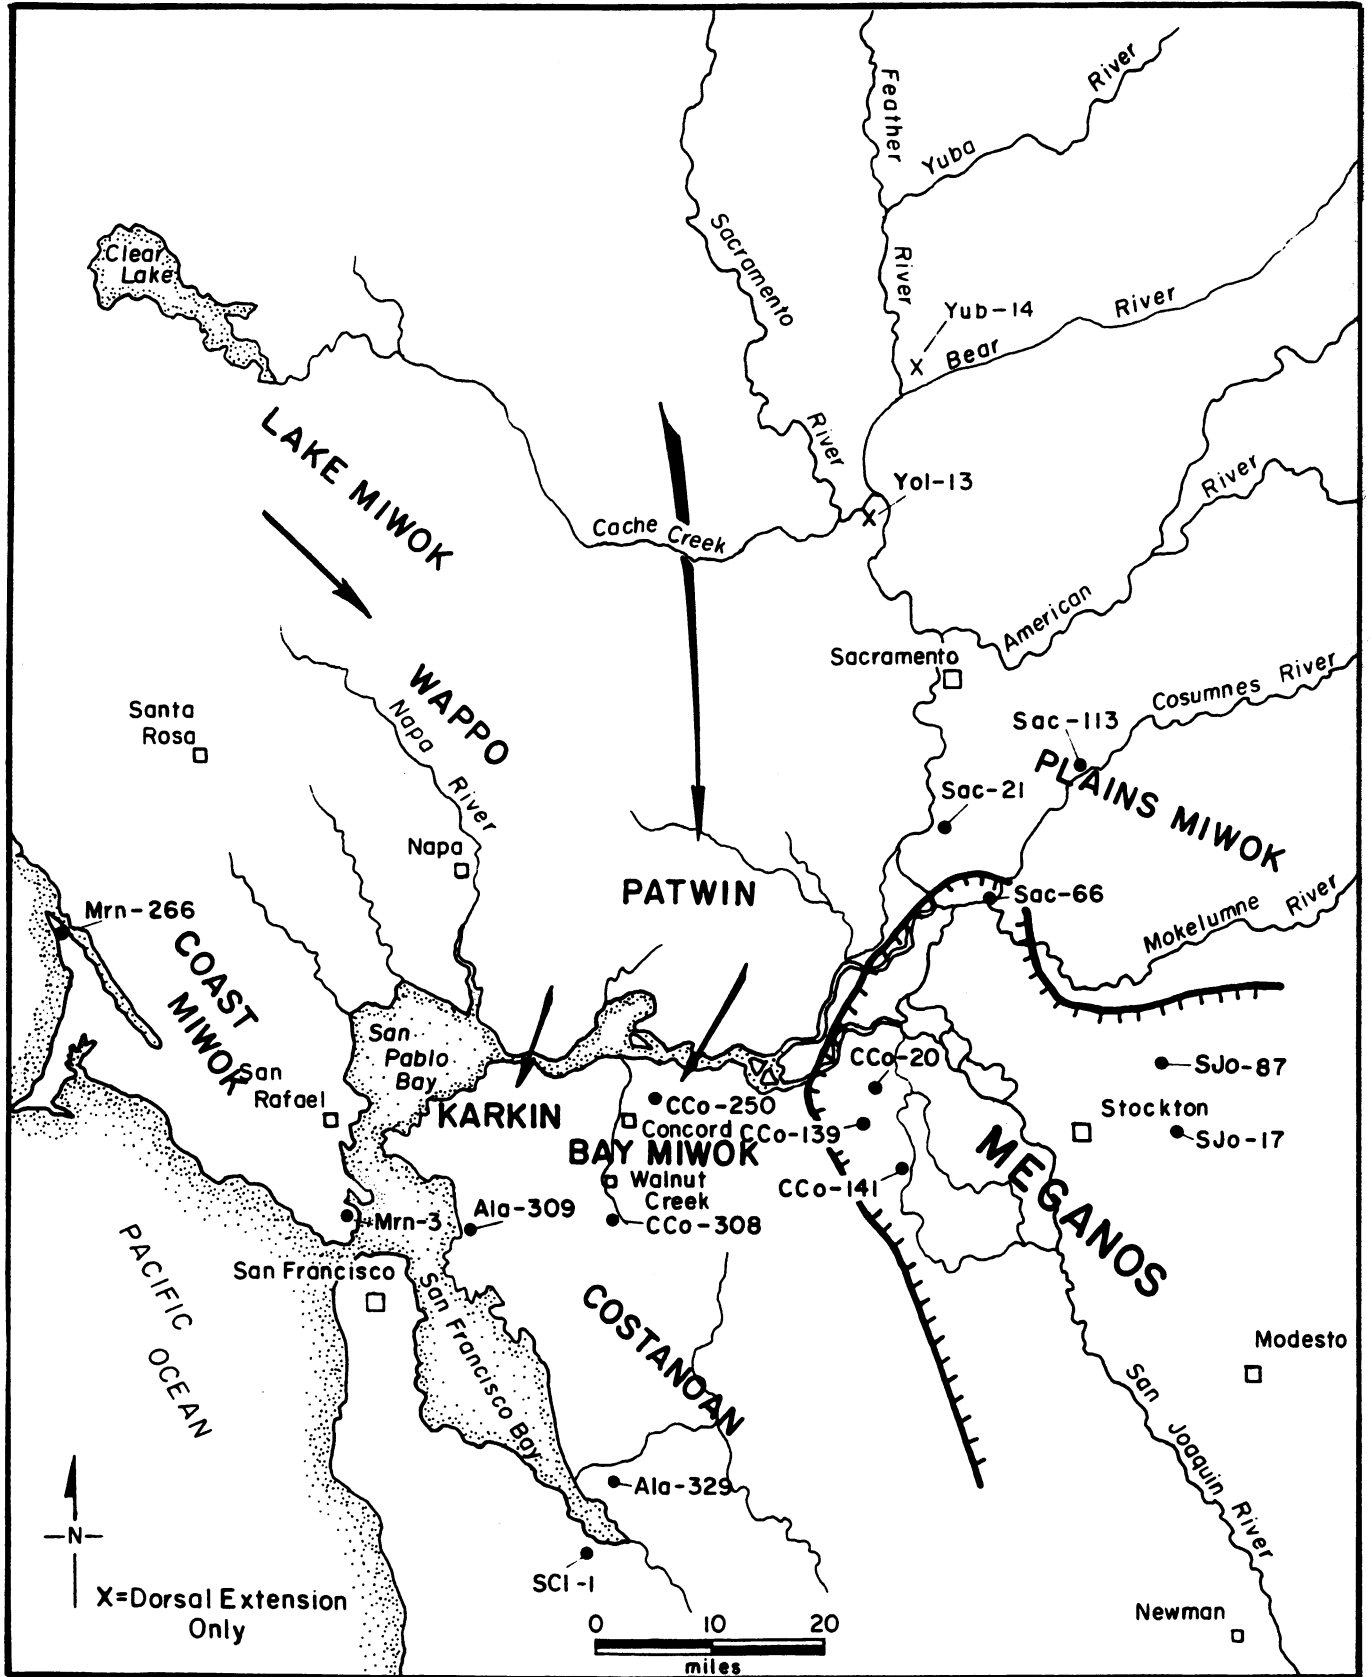 Feather
River
River
Yuba
Sacramento
River
Clear
Lake
Yub-14
River
Bear
LAKE MIWOK
Yol-13
River
Cache Creek
American
Sacramento
Cosumnes River
WAPPO
Napa
River
Santa
Rosa
Sac-113
PLAINS MIWOK
Sac-21
Napa
PATWIN
Sac-66
Mokelumne River
Mrn-266
COAST
MIWOK
San
Pablo
Bay
San
Rafael
KARKIN
CCo-20
SJo-87
CCo-250
Concord
CCo-139
Stockton
SJo-17
BAY MIWOK
MEGANOS
Walnut
Creek
CCo-141
CCo-308
Mrn-3
Ala-309
PACIFIC
OCEAN
San Francisco
San Francisco Bay
COSTANOAN
Modesto
San Joaquin River
Ala-329
-N-
SCl-1
X=Dorsal Extension
Only
Newman
0 10 20
miles